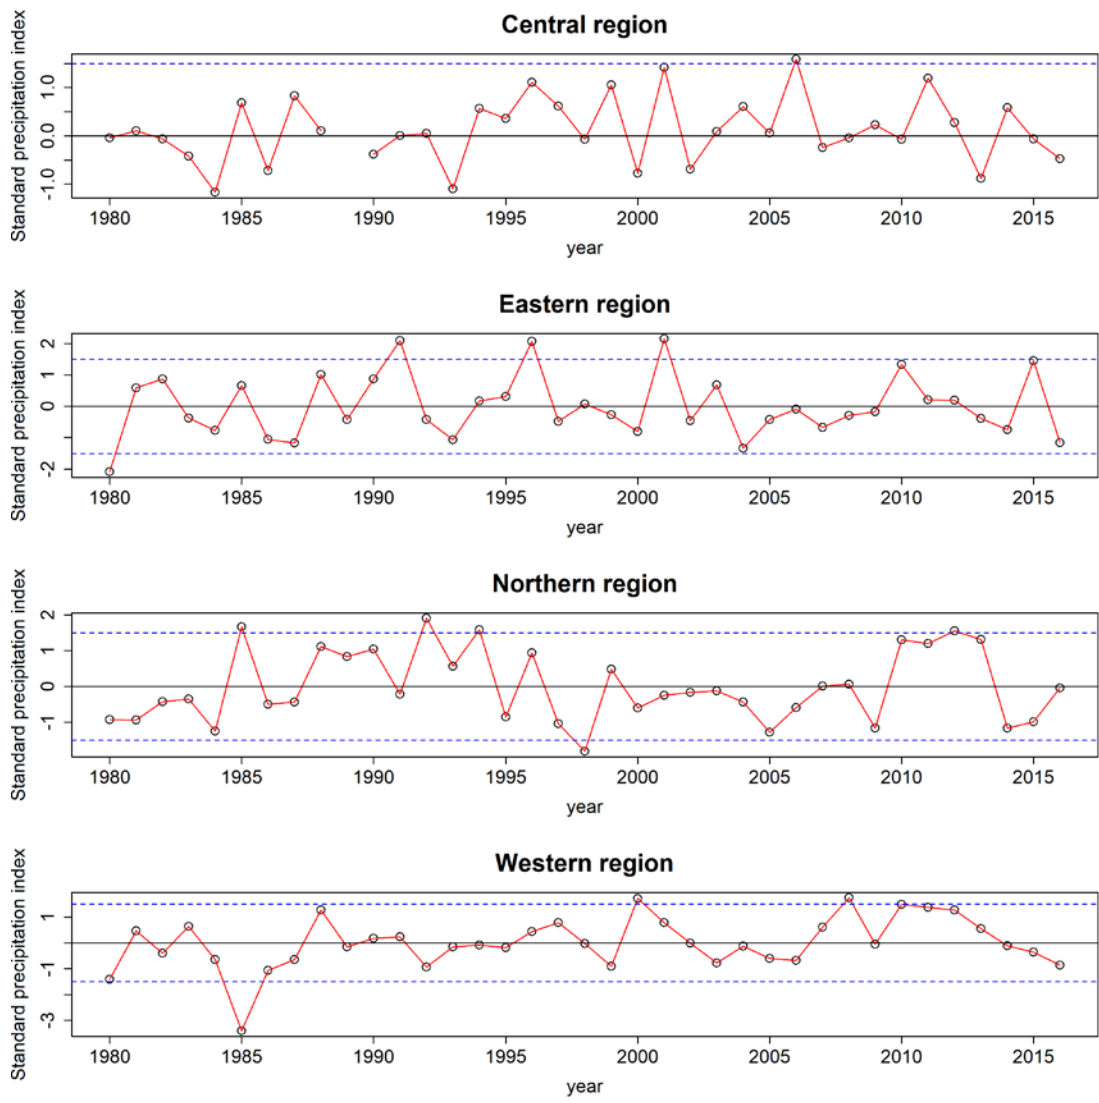 Central region
Standard precipitation index
1.0
0.0
-1.0
1980 1985 1990 1995 2000 2005 2010 2015
year
Eastern region
Standard precipitation index
2
1
0
-2
1980 1985 1990 1995 2000 2005 2010 2015
year
Northern region
Standard precipitation index
2
1
0
-1
1980 1985 1990 1995 2000 2005 2010 2015
year
Western region
Standard precipitation index
1
-1
-3
1980 1985 1990 1995 2000 2005 2010 2015
year